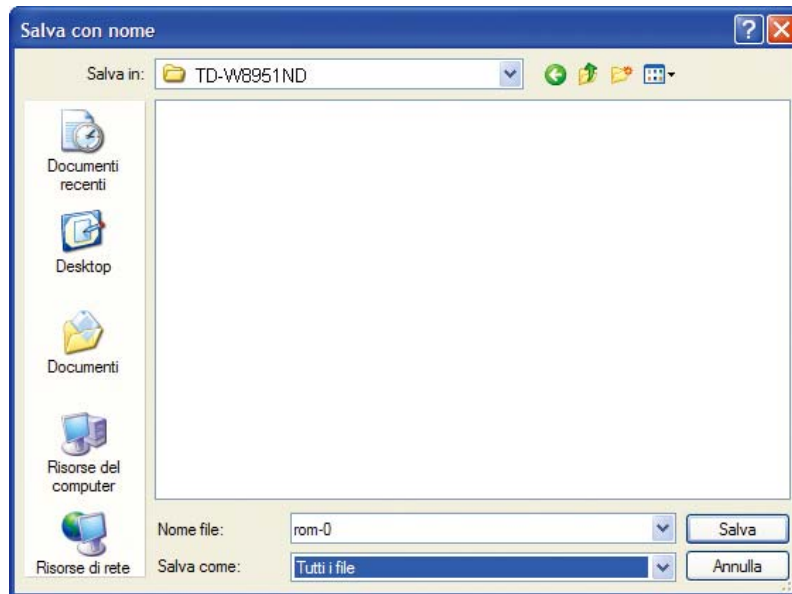 Salva con nome
Salva in:
TD-W8951ND
Documenti
recenti
Desktop
Documenti
Risorse del
computer
Risorse di rete
Nome file:
rom-0
Salva
Salva come:
Tutti i file
Annulla